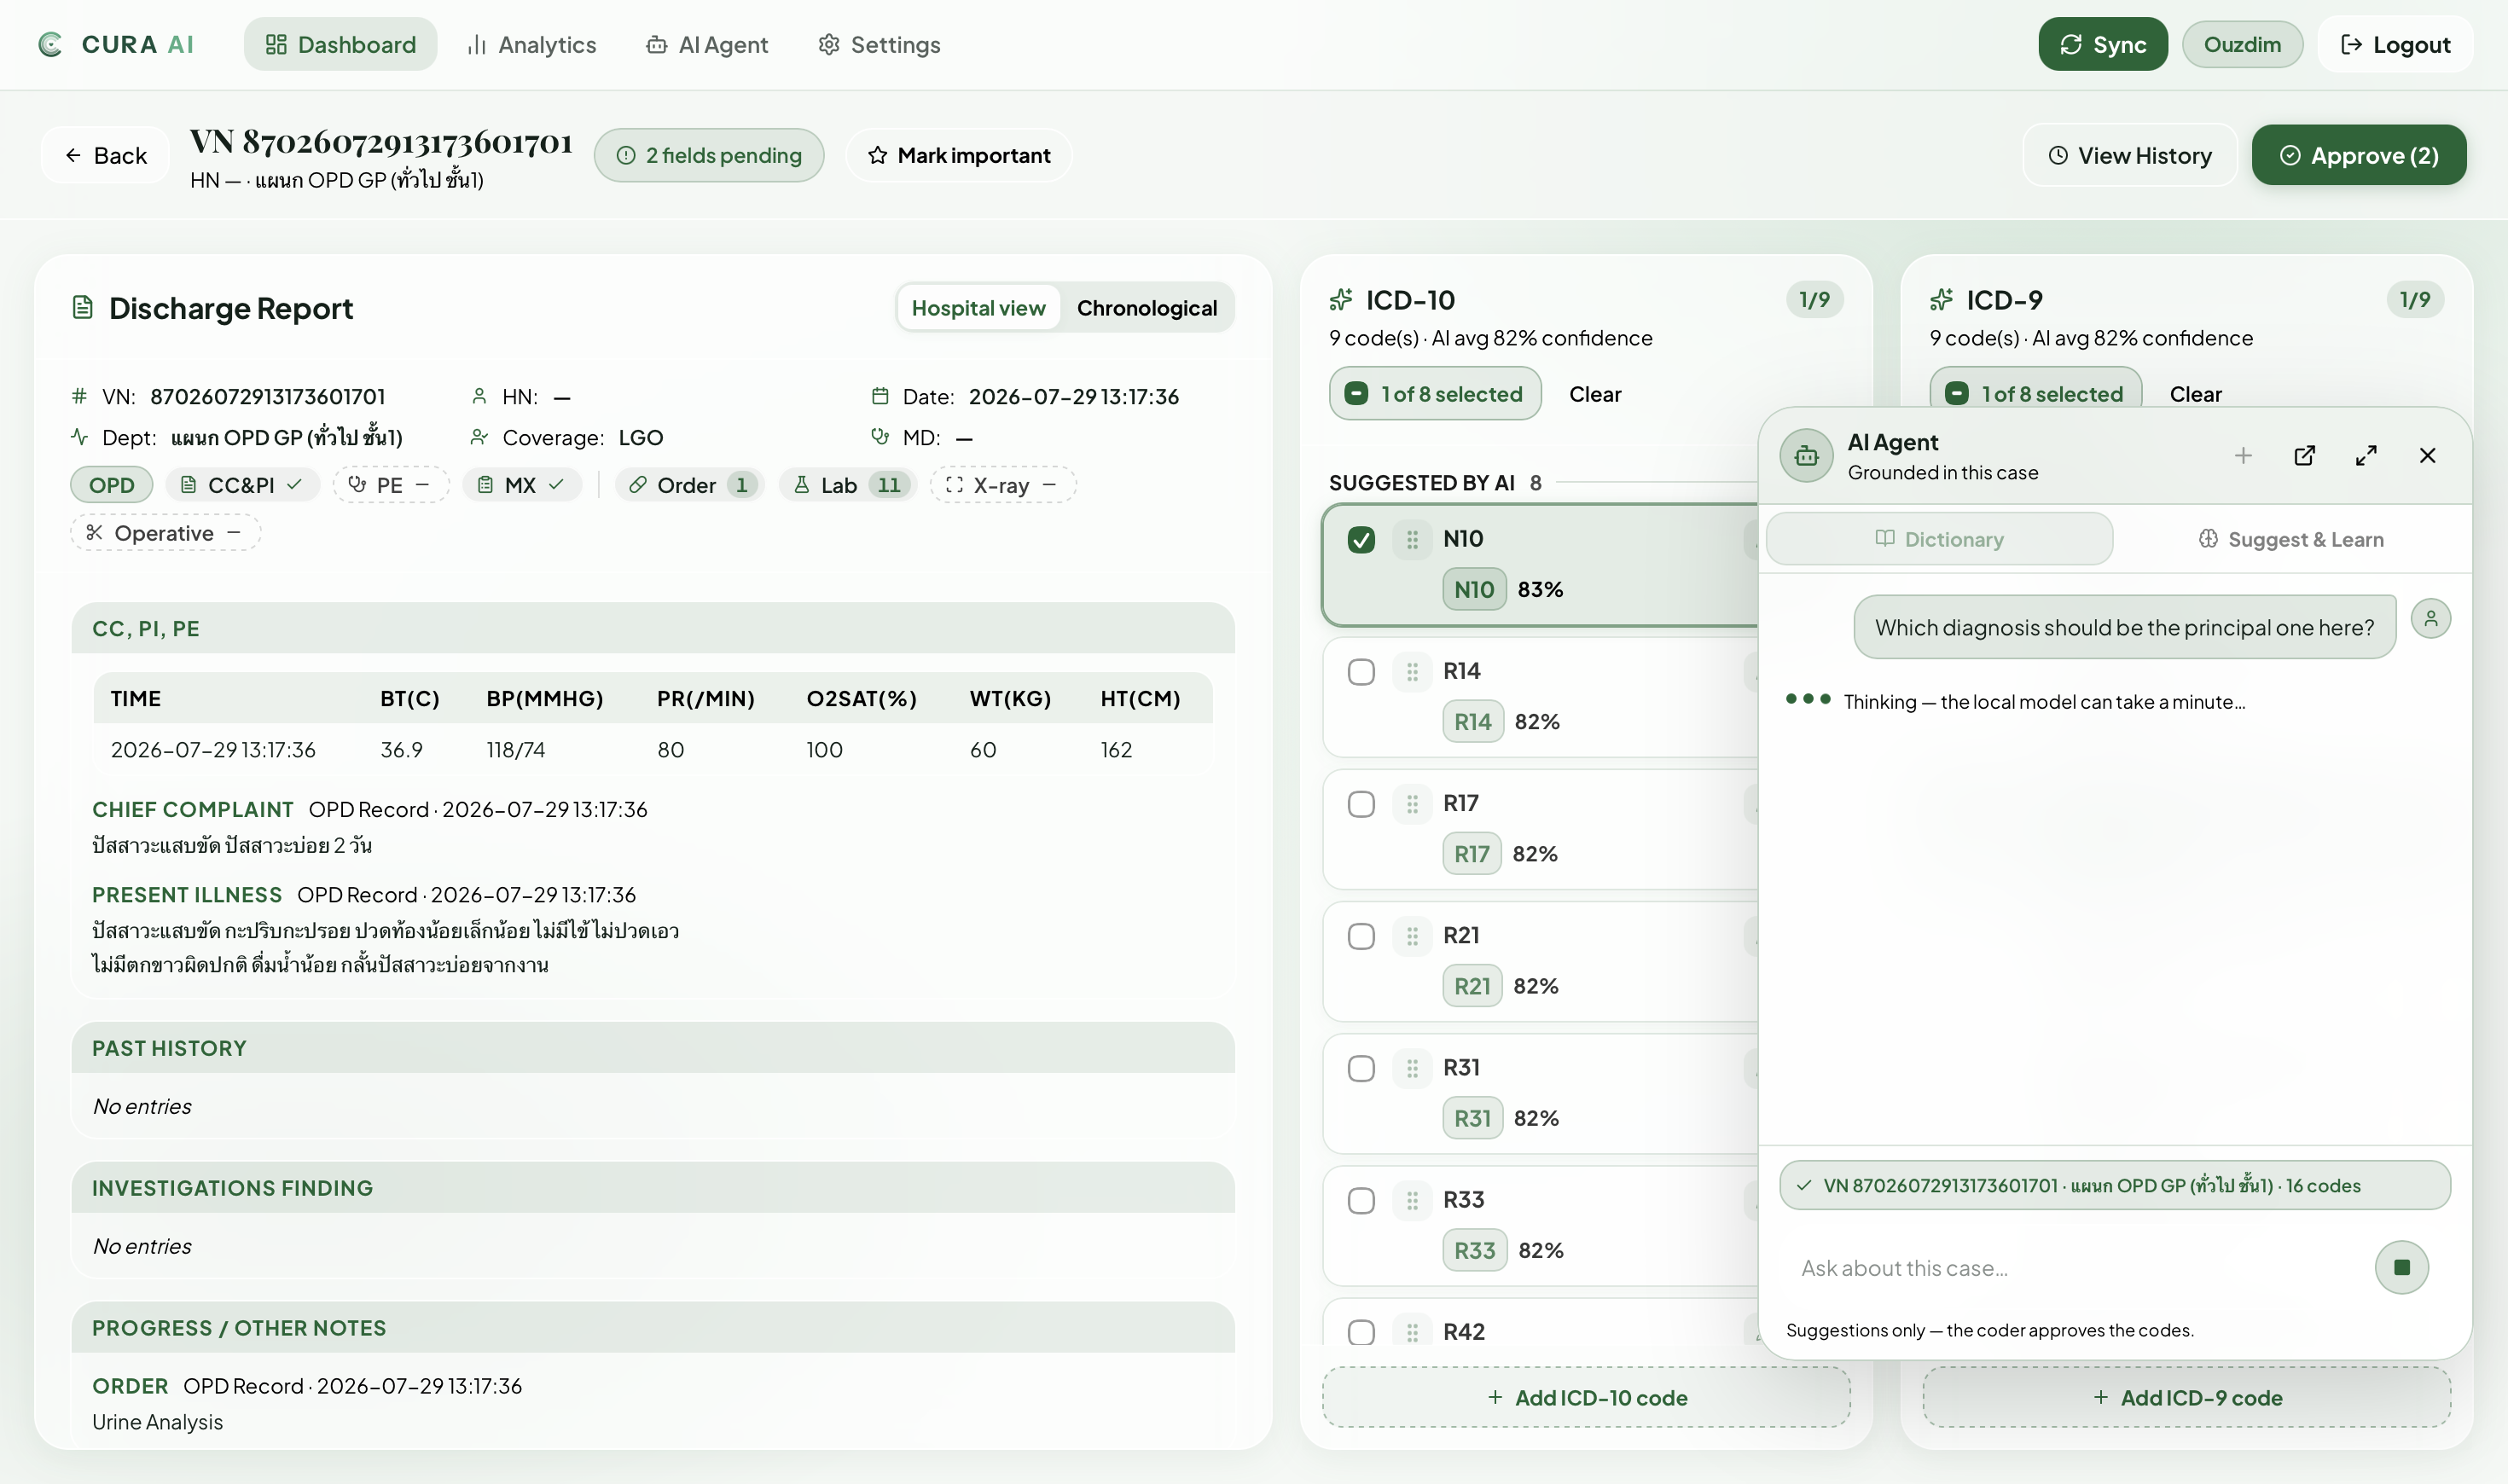 CURA AI
Dashboard
Analytics
AI Agent
Settings
Sync
Ouzdim
Logout
Back
VN 87026072913173601701
HN — · แผนก OPD GP (ทั่วไป ชั้น1)
2 fields pending
Mark important
View History
Approve (2)
Discharge Report
Hospital view
Chronological
VN: 87026072913173601701
HN: —
Date: 2026-07-29 13:17:36
Dept: แผนก OPD GP (ทั่วไป ชั้น1)
Coverage: LGO
MD: —
OPD
CC&PI
PE —
MX
Order 1
Lab 11
X-ray —
Operative —
CC, PI, PE
TIME BT(C) BP(MMHG) PR(/MIN) O2SAT(%) WT(KG) HT(CM)
2026-07-29 13:17:36 36.9 118/74 80 100 60 162
CHIEF COMPLAINT OPD Record · 2026-07-29 13:17:36
ปัสสาวะแสบขัด ปัสสาวะบ่อย 2 วัน
PRESENT ILLNESS OPD Record · 2026-07-29 13:17:36
ปัสสาวะแสบขัด กะปริบกะปรอย ปวดท้องน้อยเล็กน้อย ไม่มีไข้ ไม่ปวดเอว
ไม่มีตกขาวผิดปกติ ดื่มน้ำน้อย กลั้นปัสสาวะบ่อยจากงาน
PAST HISTORY
No entries
INVESTIGATIONS FINDING
No entries
PROGRESS / OTHER NOTES
ORDER OPD Record · 2026-07-29 13:17:36
Urine Analysis
ICD-10
1/9
9 code(s) · AI avg 82% confidence
1 of 8 selected
Clear
SUGGESTED BY AI 8
N10
N10 83%
R14
R14 82%
R17
R17 82%
R21
R21 82%
R31
R31 82%
R33
R33 82%
R42
+ Add ICD-10 code
ICD-9
1/9
9 code(s) · AI avg 82% confidence
1 of 8 selected
Clear
AI Agent
Grounded in this case
Dictionary
Suggest & Learn
Which diagnosis should be the principal one here?
Thinking — the local model can take a minute…
VN 87026072913173601701 · แผนก OPD GP (ทั่วไป ชั้น1) · 16 codes
Ask about this case…
Suggestions only — the coder approves the codes.
+ Add ICD-9 code